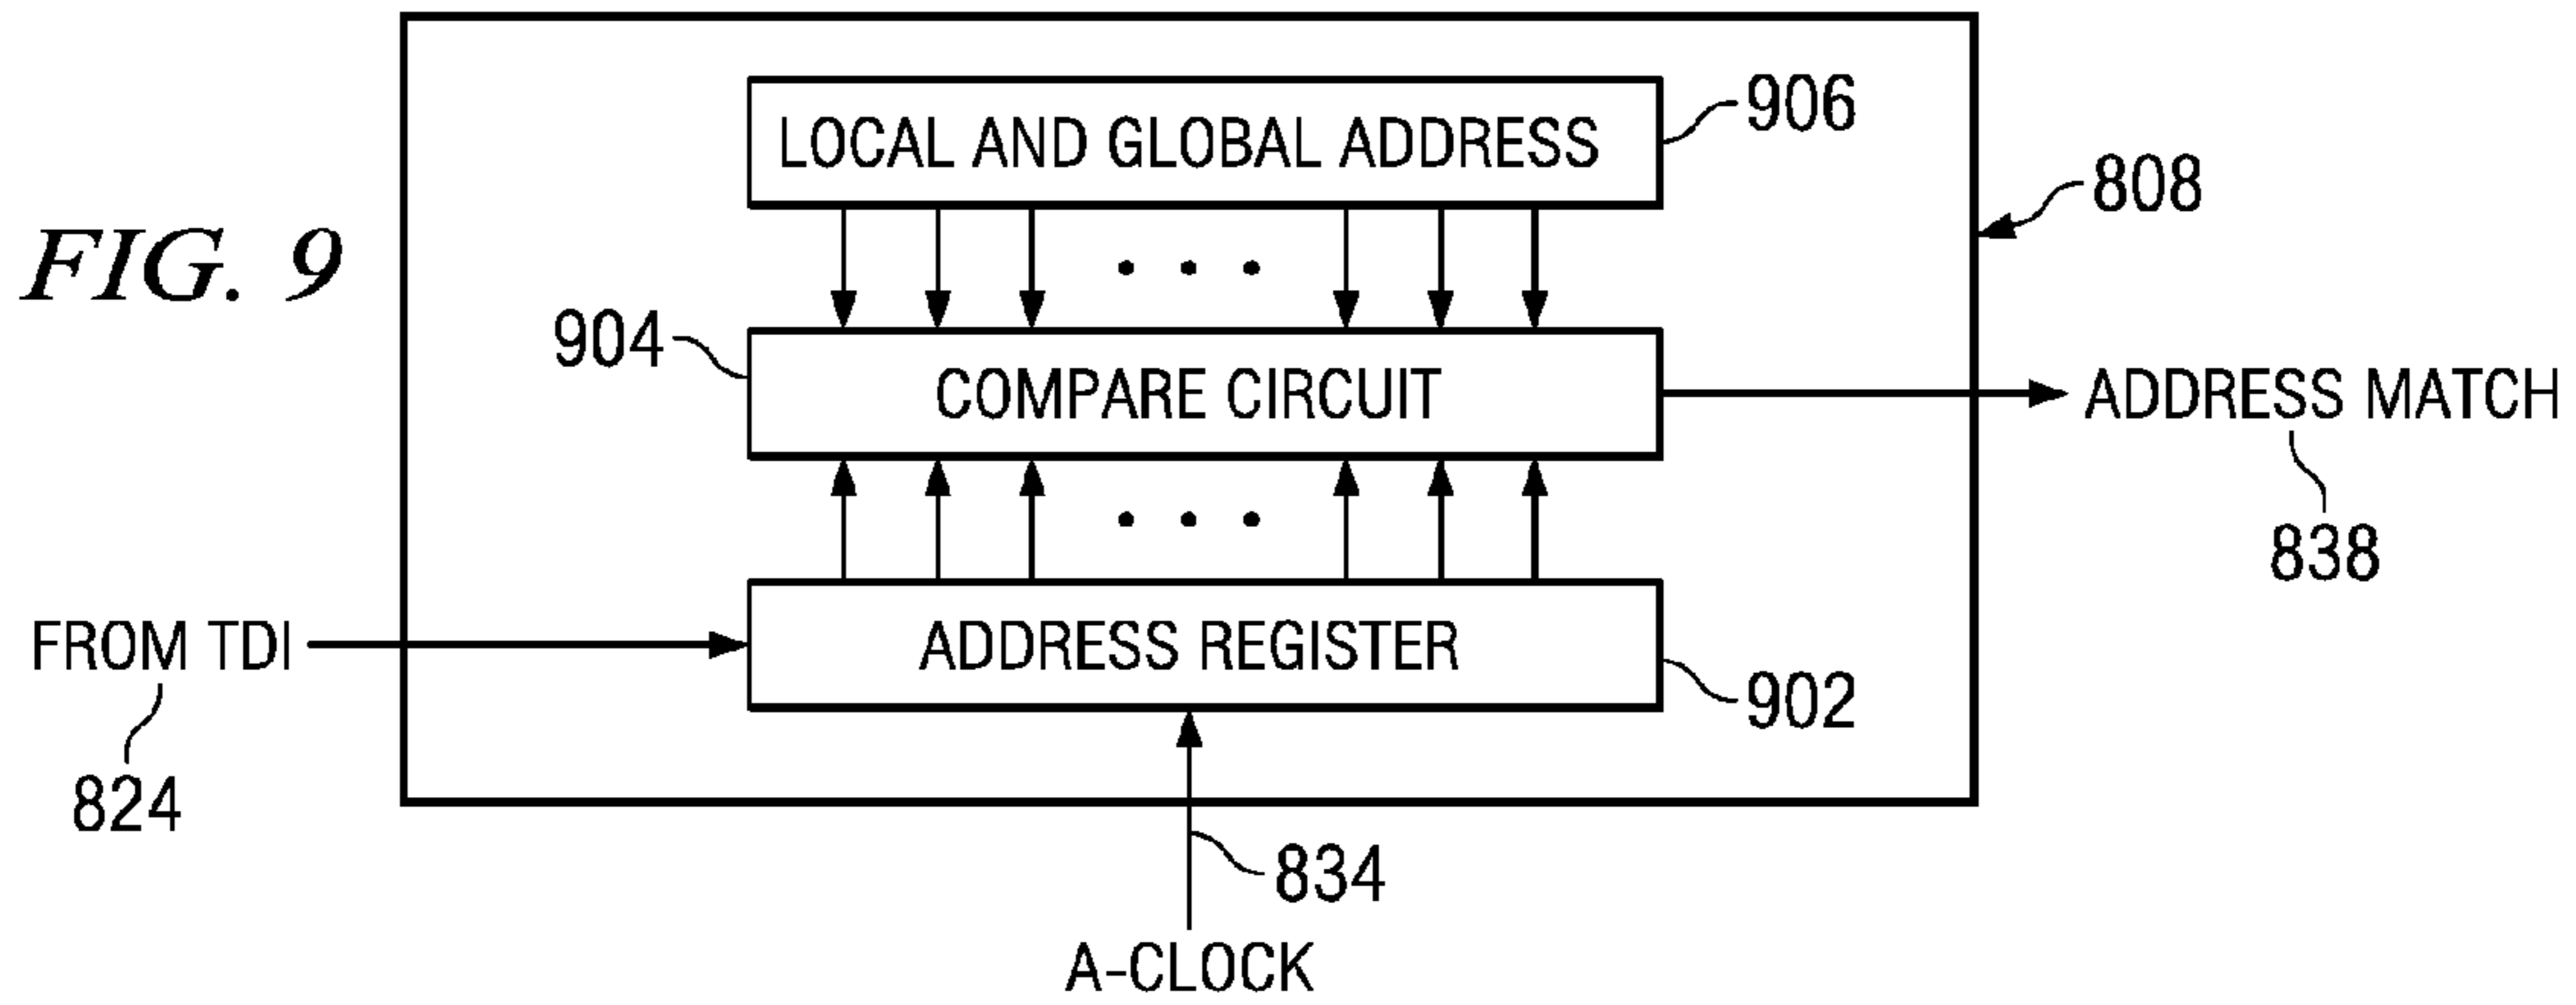 LOCAL AND GLOBAL ADDRESS
906
808
FIG. 9
904
COMPARE CIRCUIT
ADDRESS MATCH
838
FROM TDI
824
ADDRESS REGISTER
902
834
A-CLOCK